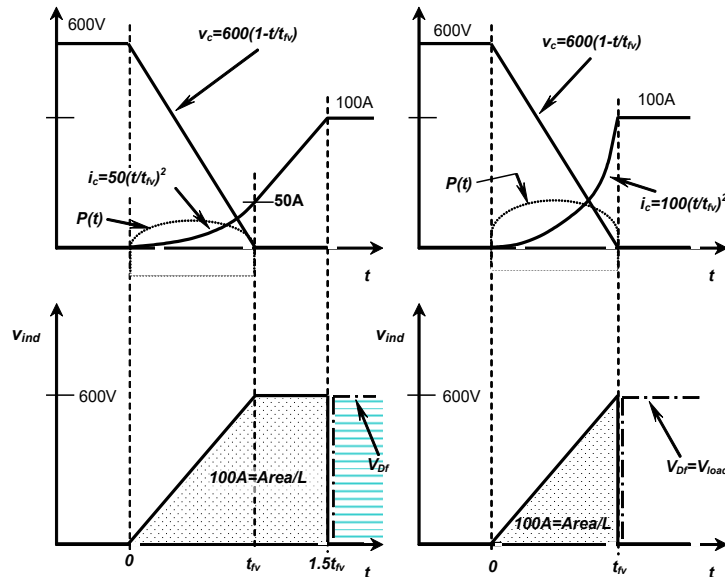 600V
v_c=600(1-t/t_fv)
100A
i_c=50(t/t_fv)^2
P(t)
50A
t
600V
v_c=600(1-t/t_fv)
100A
P(t)
i_c=100(t/t_fv)^2
t
v_ind
600V
V_Df
100A=Area/L
0
t_fv
1.5t_fv
t
v_ind
600V
V_Df=V_load
100A=Area/L
0
t_fv
t